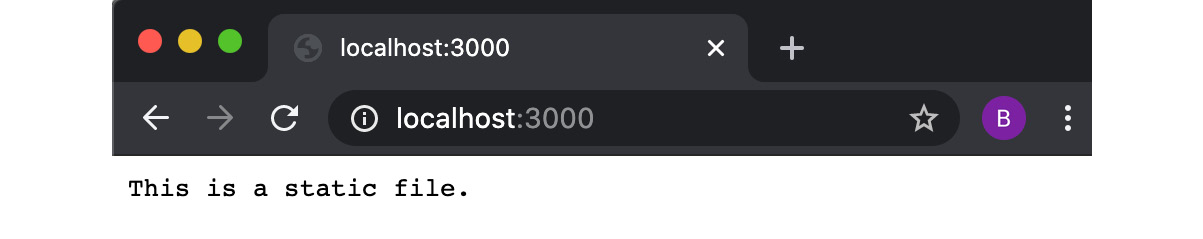 localhost:3000
localhost:3000
B
This is a static file.